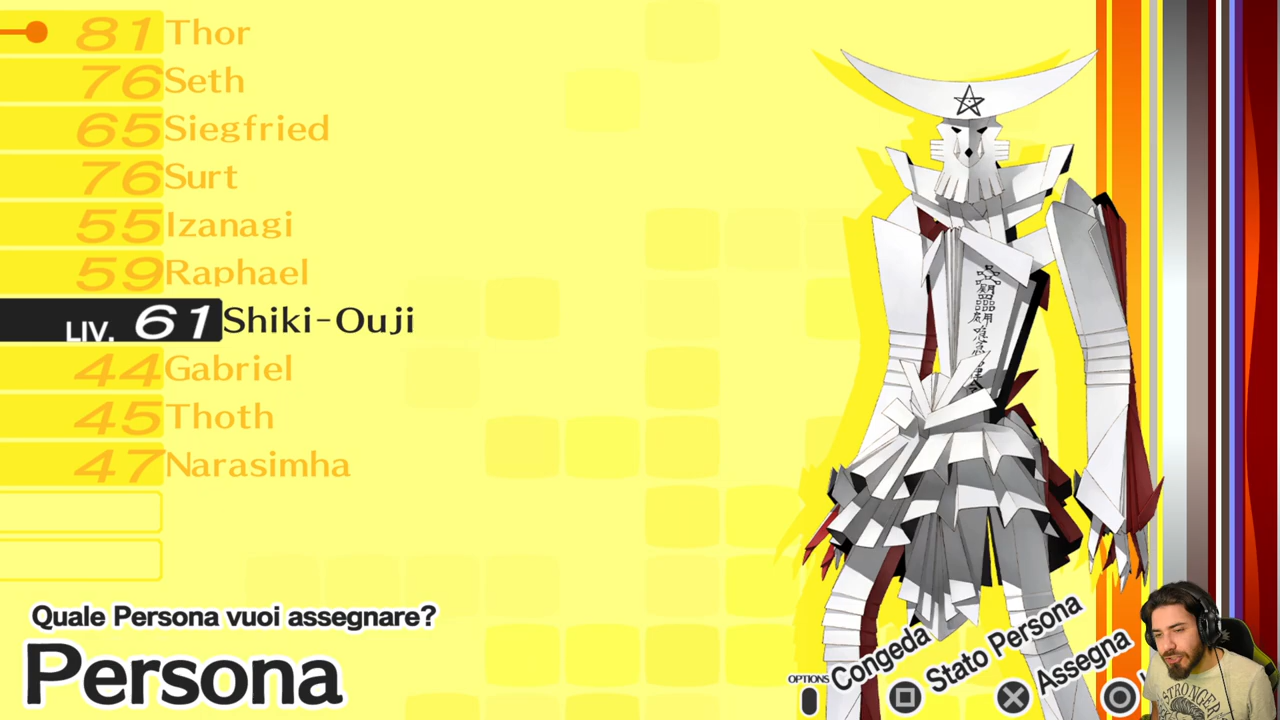 81 Thor
76 Seth
65 Siegfried
76 Surt
55 Izanagi
59 Raphael
LIV. 61 Shiki-Ouji
44 Gabriel
45 Thoth
47 Narasimha
Quale Persona vuoi assegnare?
Persona
OPTIONS Congeda
Stato Persona
Assegna
STRONGER